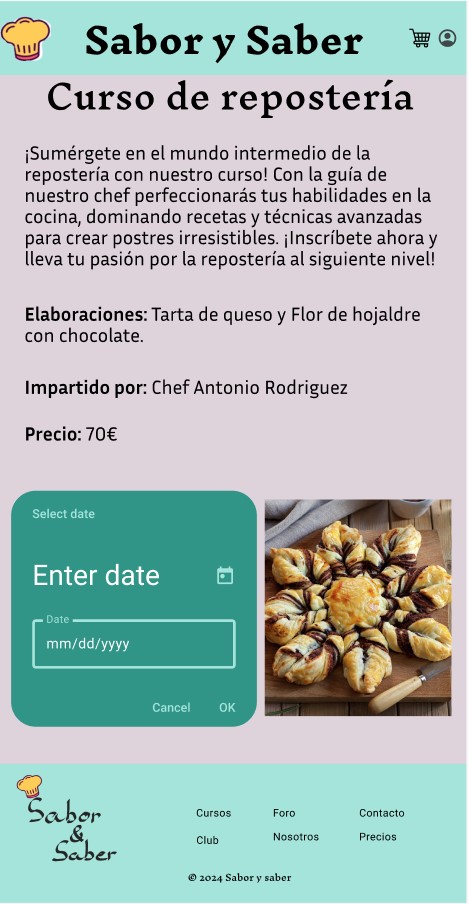 Sabor y Saber
Curso de repostería
¡Sumérgete en el mundo intermedio de la
repostería con nuestro curso! Con la guía de
nuestro chef perfeccionarás tus habilidades en la
cocina, dominando recetas y técnicas avanzadas
para crear postres irresistibles. ¡Inscríbete ahora y
lleva tu pasión por la repostería al siguiente nivel!
Elaboraciones: Tarta de queso y Flor de hojaldre
con chocolate.
Impartido por: Chef Antonio Rodriguez
Precio: 70€
Select date
Enter date
Date
mm/dd/yyyy
Cancel OK
Sabor
&
Saber
Cursos Foro Contacto
Club Nosotros Precios
© 2024 Sabor y saber